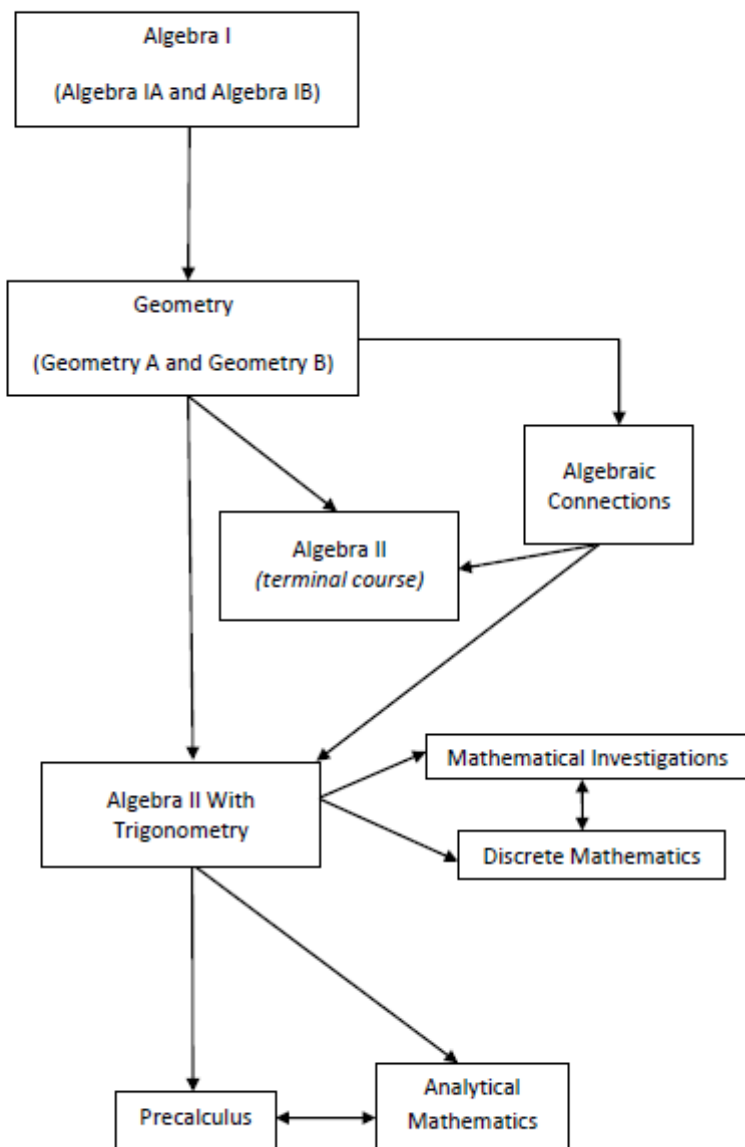 Algebra I
(Algebra IA and Algebra IB)
Geometry
(Geometry A and Geometry B)
Algebraic
Connections
Algebra II
(terminal course)
Mathematical Investigations
Algebra II With
Trigonometry
Discrete Mathematics
Analytical
Mathematics
Precalculus